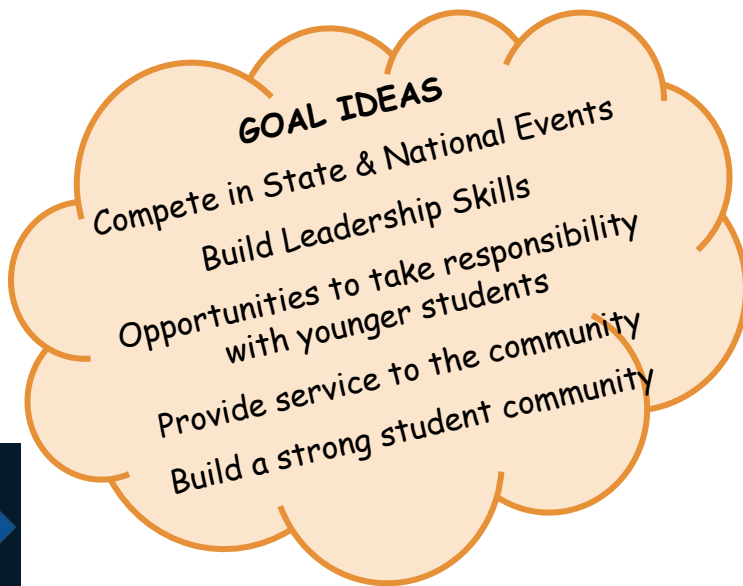 GOAL IDEAS
Compete in State & National Events
Build Leadership Skills
Opportunities to take responsibility
with younger students
Provide service to the community
Build a strong student community